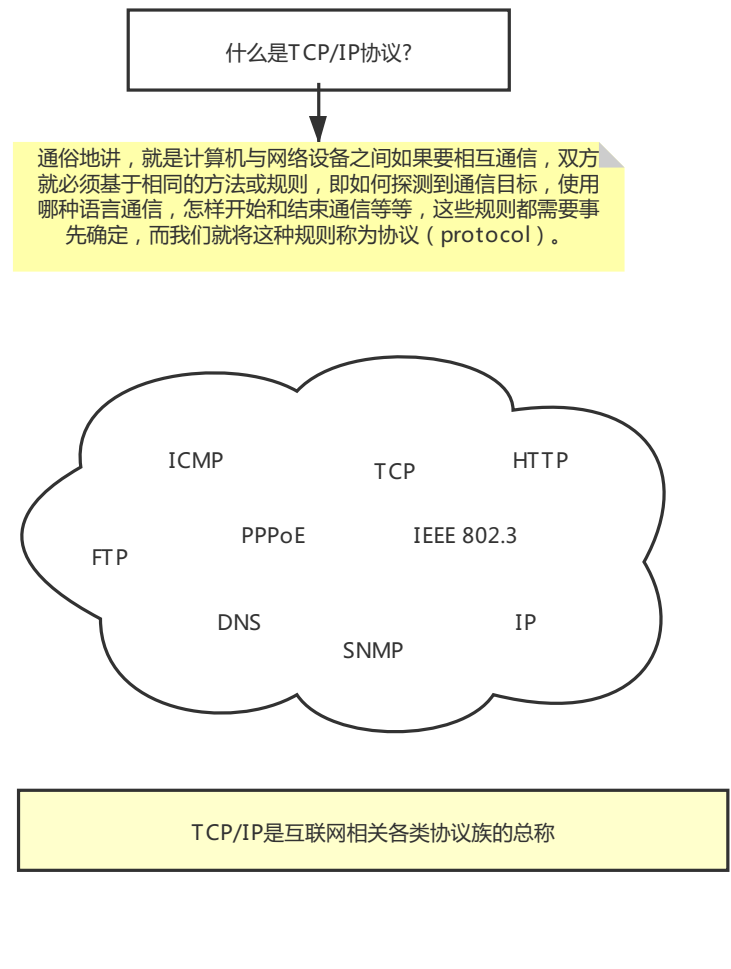 什么是TCP/IP协议?
通俗地讲，就是计算机与网络设备之间如果要相互通信，双方
就必须基于相同的方法或规则，即如何探测到通信目标，使用
哪种语言通信，怎样开始和结束通信等等，这些规则都需要事
先确定，而我们就将这种规则称为协议（protocol）。
ICMP
TCP
HTTP
PPPoE
IEEE 802.3
FTP
DNS
IP
SNMP
TCP/IP是互联网相关各类协议族的总称